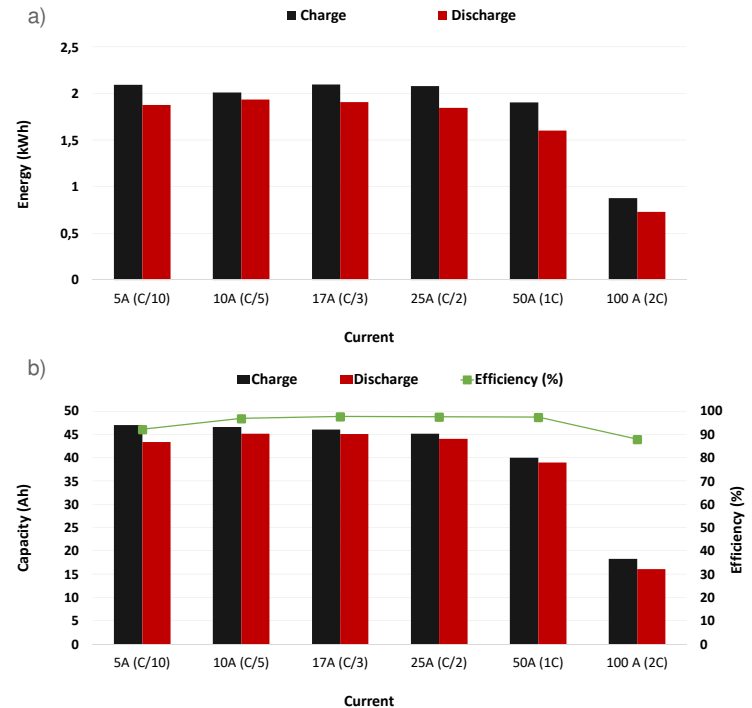 a)
Charge Discharge
2,5
2
1,5
1
0,5
0
Energy (kWh)
5A (C/10) 10A (C/5) 17A (C/3) 25A (C/2) 50A (1C) 100 A (2C)
Current
b)
Charge Discharge Efficiency (%)
50 100
45 90
40 80
35 70
30 60
25 50
20 40
15 30
10 20
5 10
0 0
Capacity (Ah)
Efficiency (%)
5A (C/10) 10A (C/5) 17A (C/3) 25A (C/2) 50A (1C) 100 A (2C)
Current